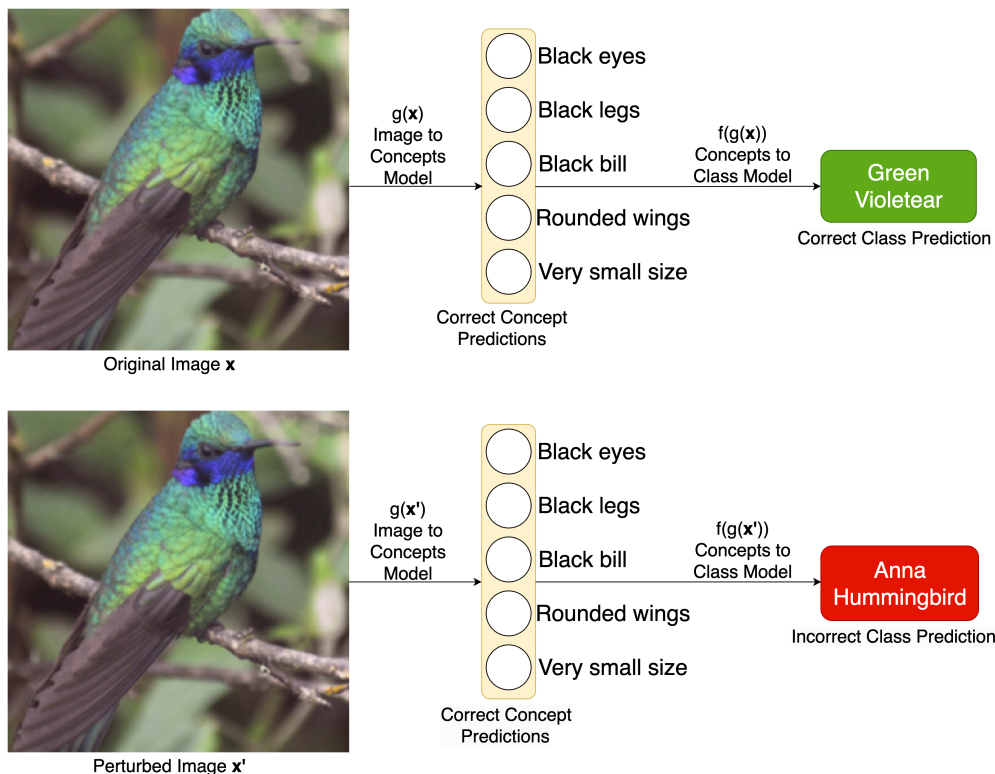 g(x)
Image to
Concepts
Model
Black eyes
Black legs
Black bill
Rounded wings
Very small size
f(g(x))
Concepts to
Class Model
Green
Violetear
Correct Class Prediction
Correct Concept
Predictions
Original Image x
g(x')
Image to
Concepts
Model
Black eyes
Black legs
Black bill
Rounded wings
Very small size
f(g(x'))
Concepts to
Class Model
Anna
Hummingbird
Incorrect Class Prediction
Correct Concept
Predictions
Perturbed Image x'